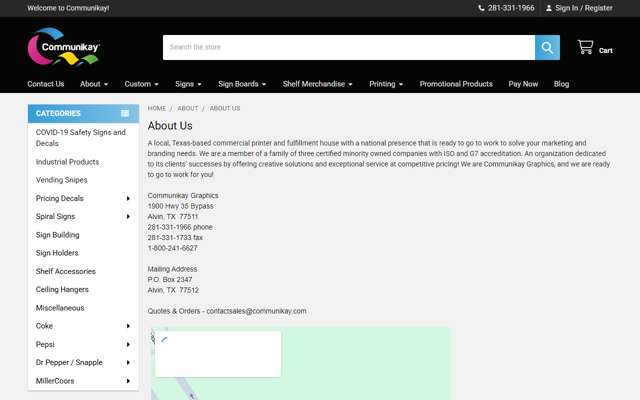 Welcome to Communikay!
281-331-1966
Sign In / Register
Communikay
Search the store
Cart
Contact Us
About
Custom
Signs
Sign Boards
Shelf Merchandise
Printing
Promotional Products
Pay Now
Blog
CATEGORIES
COVID-19 Safety Signs and
Decals
Industrial Products
Vending Snipes
Pricing Decals
Spiral Signs
Sign Building
Sign Holders
Shelf Accessories
Ceiling Hangers
Miscellaneous
Coke
Pepsi
Dr Pepper / Snapple
MillerCoors
HOME / ABOUT / ABOUT US
About Us
A local, Texas-based commercial printer and fulfillment house with a national presence that is ready to go to work to solve your marketing and
branding needs. We are a member of a family of three certified minority owned companies with ISO and G7 accreditation. An organization dedicated
to its clients' successes by offering creative solutions and exceptional service at competitive pricing! We are Communikay Graphics, and we are ready
to go to work for you!
Communikay Graphics
1900 Hwy 35 Bypass
Alvin, TX 77511
281-331-1966 phone
281-331-1733 fax
1-800-241-6627
Mailing Address
P.O. Box 2347
Alvin, TX 77512
Quotes & Orders - contactsales@communikay.com